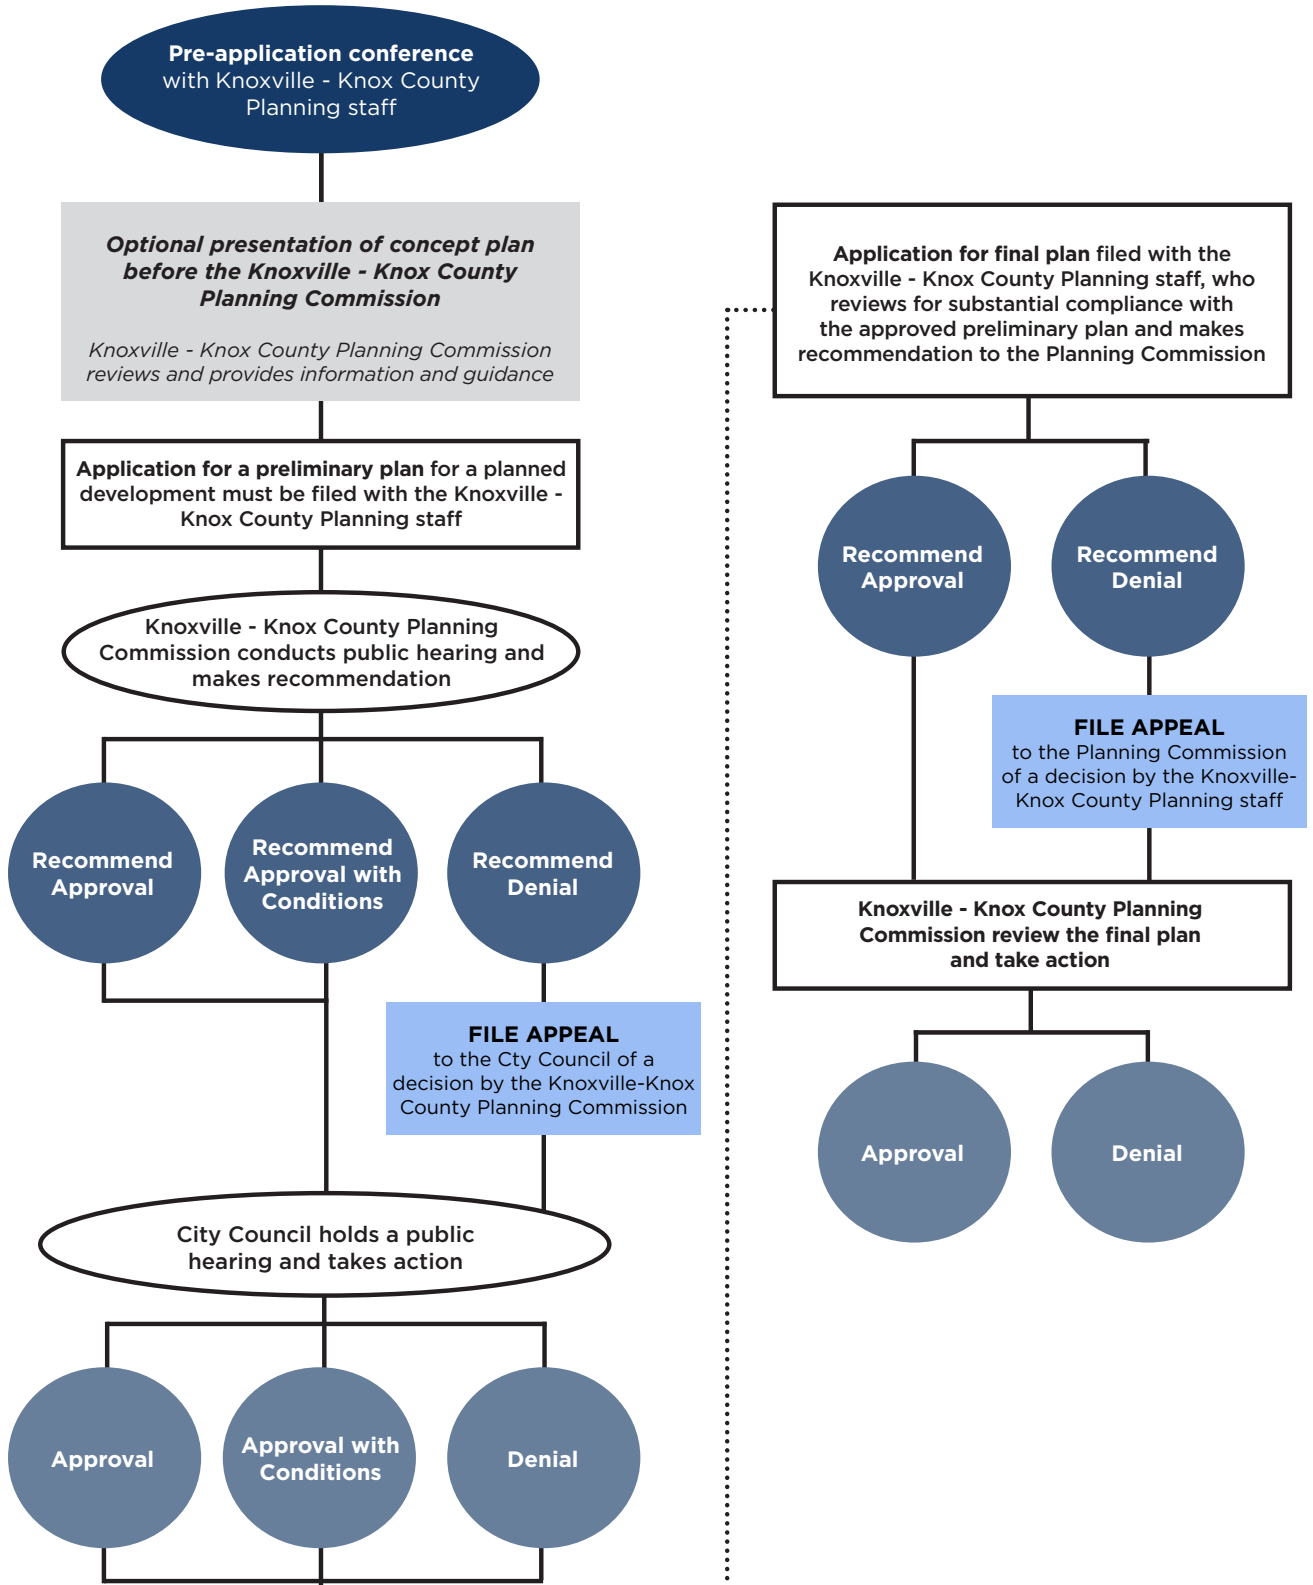 Pre-application conference
with Knoxville - Knox County
Planning staff
Optional presentation of concept plan
before the Knoxville - Knox County
Planning Commission
Knoxville - Knox County Planning Commission
reviews and provides information and guidance
Application for a preliminary plan for a planned
development must be filed with the Knoxville -
Knox County Planning staff
Knoxville - Knox County Planning
Commission conducts public hearing and
makes recommendation
Recommend
Approval
Recommend
Approval with
Conditions
Recommend
Denial
FILE APPEAL
to the Cty Council of a
decision by the Knoxville-Knox
County Planning Commission
City Council holds a public
hearing and takes action
Approval
Approval with
Conditions
Denial
Application for final plan filed with the
Knoxville - Knox County Planning staff, who
reviews for substantial compliance with
the approved preliminary plan and makes
recommendation to the Planning Commission
Recommend
Approval
Recommend
Denial
FILE APPEAL
to the Planning Commission
of a decision by the Knoxville-
Knox County Planning staff
Knoxville - Knox County Planning
Commission review the final plan
and take action
Approval
Denial